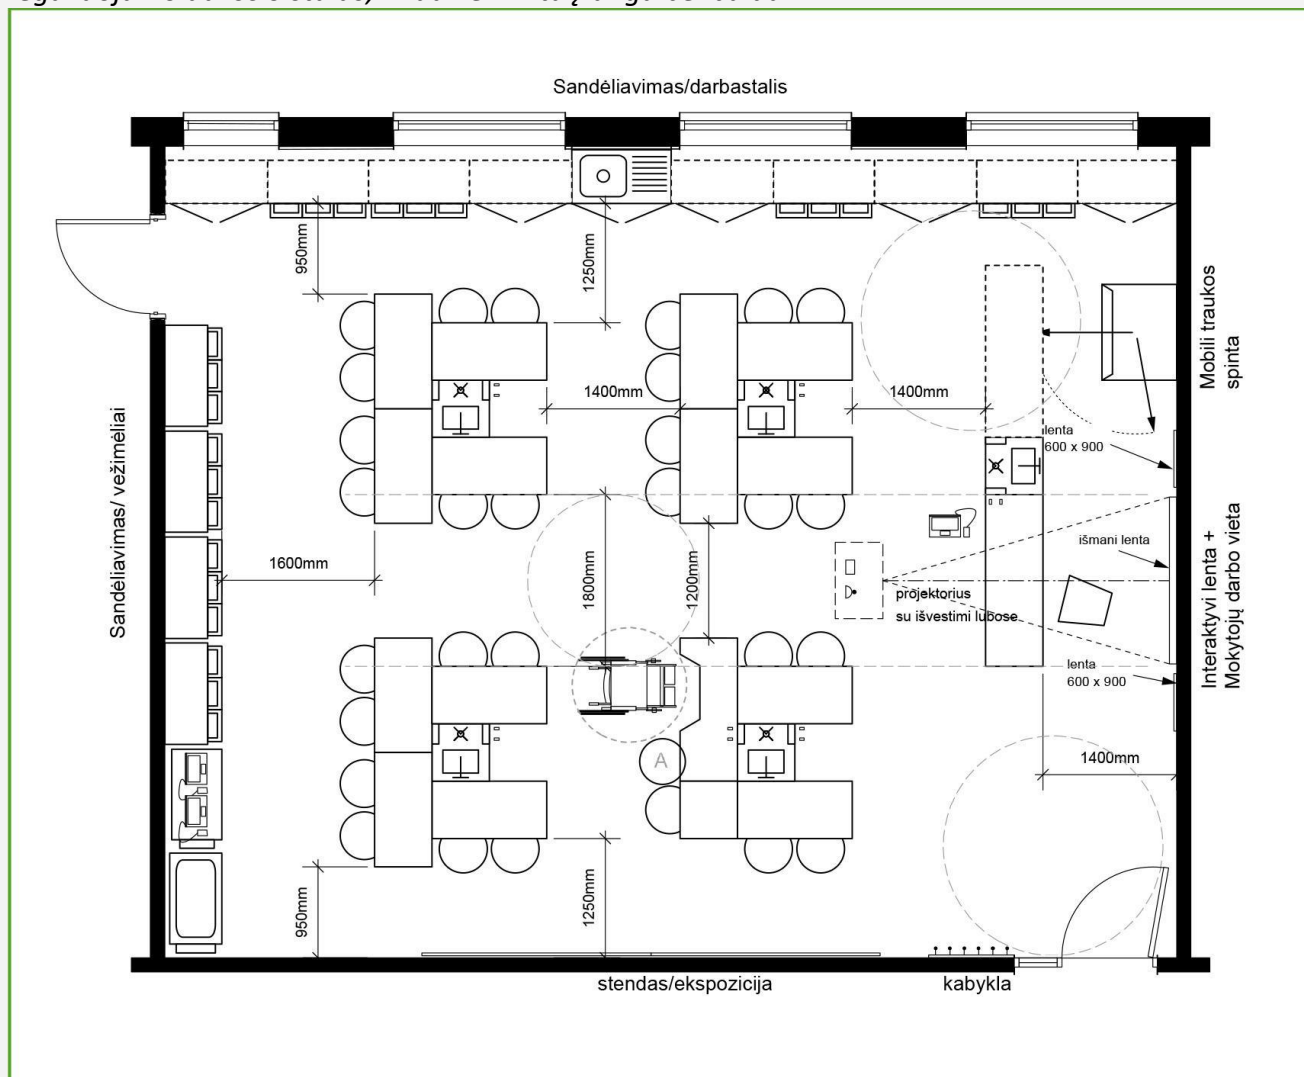 Sandėliavimas/darbastalis
950mm
1250mm
Mobili traukos
spinta
1400mm
1400mm
lenta
600 x 900
Sandėliavimas/ vežimėliai
1600mm
1800mm
1200mm
išmani lenta
projektorius
su išvestimi lubose
Interaktyvi lenta +
Mokytojų darbo vieta
lenta
600 x 900
A
1400mm
950mm
1250mm
stendas/ekspozicija
kabykla